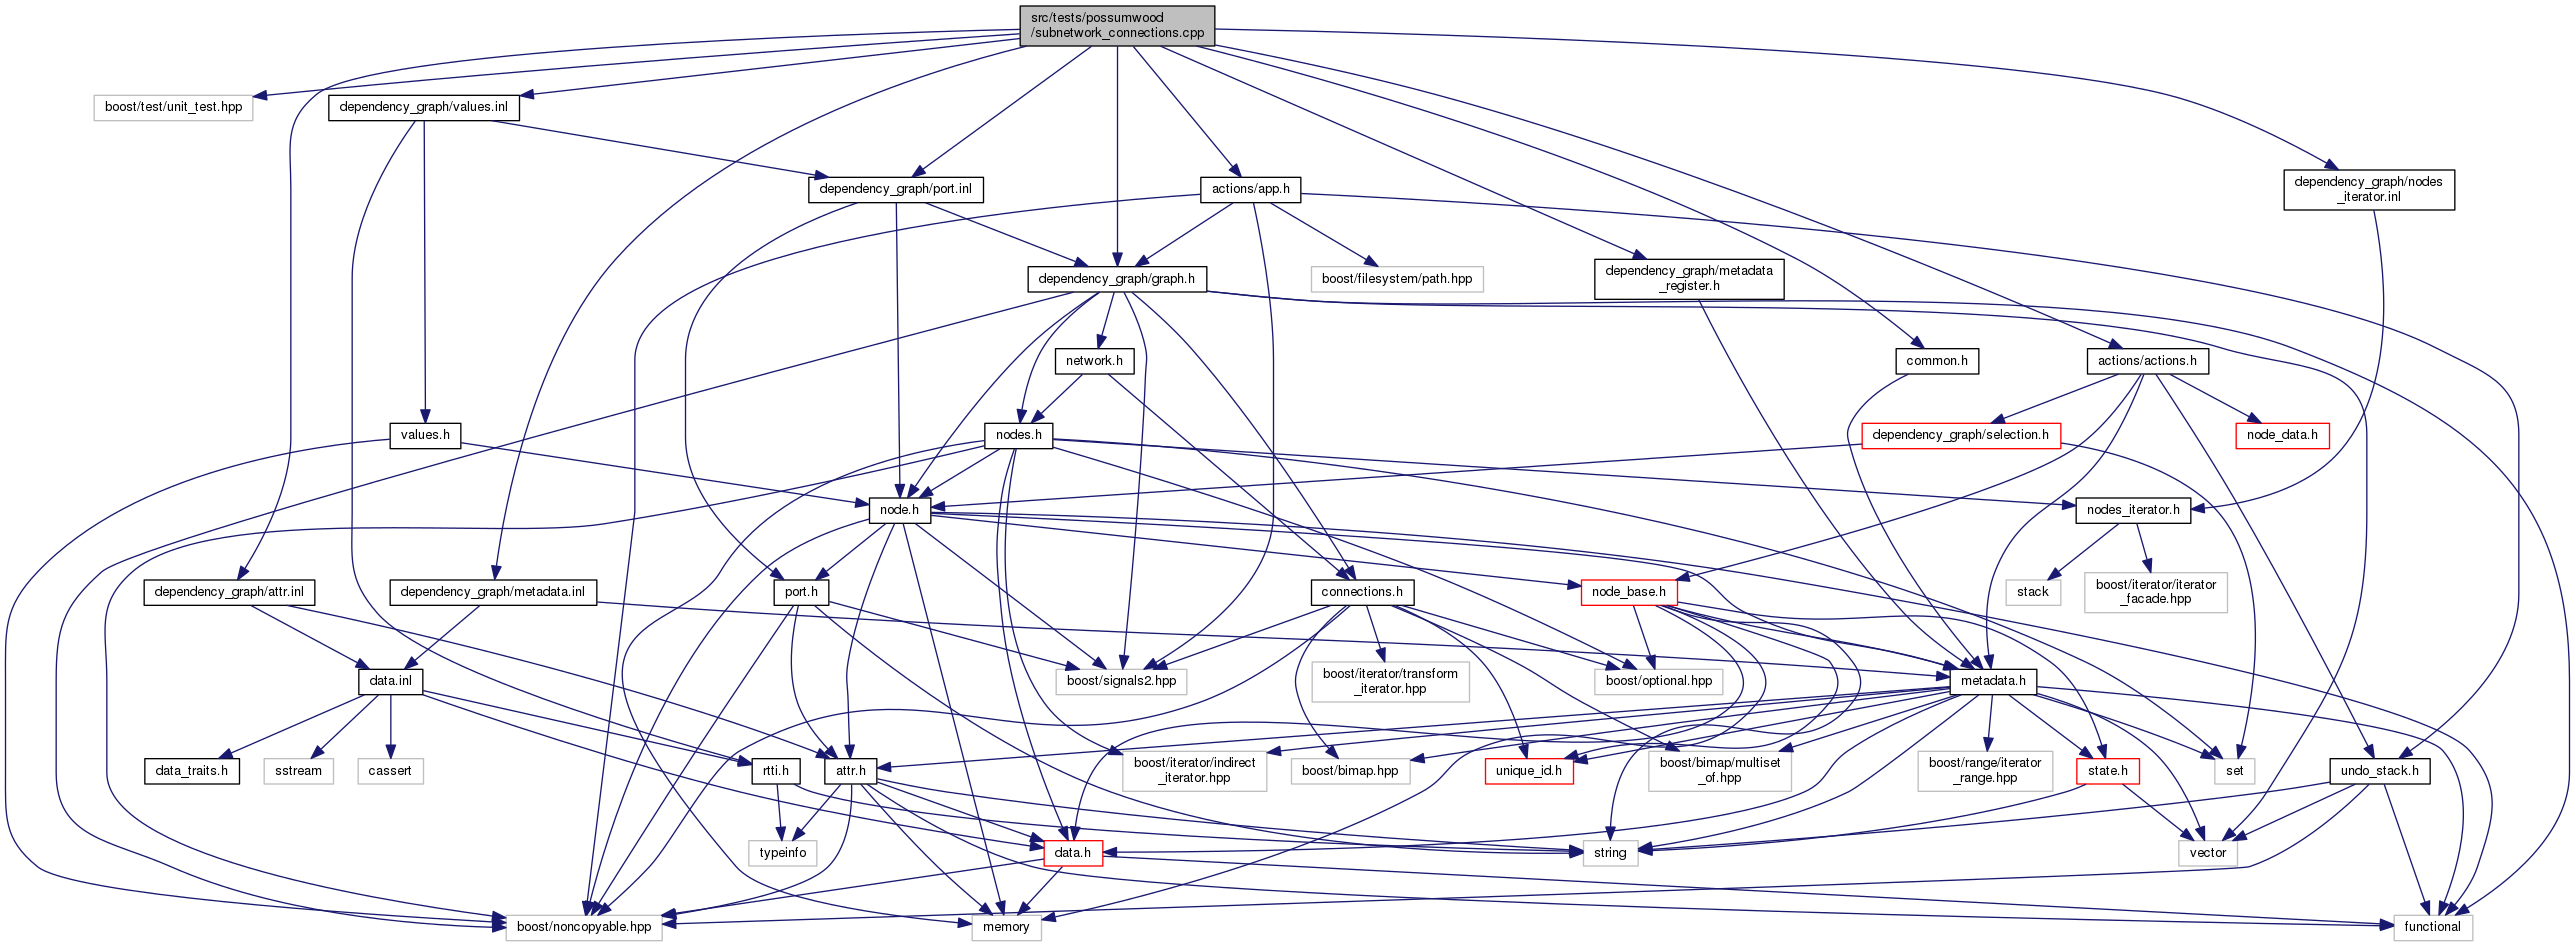 src/tests/possumwood
/subnetwork_connections.cpp
boost/test/unit_test.hpp
dependency_graph/values.inl
dependency_graph/port.inl
actions/app.h
dependency_graph/nodes
_iterator.inl
dependency_graph/graph.h
boost/filesystem/path.hpp
dependency_graph/metadata
_register.h
network.h
common.h
actions/actions.h
values.h
nodes.h
dependency_graph/selection.h
node_data.h
node.h
nodes_iterator.h
dependency_graph/attr.inl
dependency_graph/metadata.inl
port.h
connections.h
node_base.h
stack
boost/iterator/iterator
_facade.hpp
data.inl
boost/signals2.hpp
boost/iterator/transform
_iterator.hpp
boost/optional.hpp
metadata.h
data_traits.h
sstream
cassert
rtti.h
attr.h
boost/iterator/indirect
_iterator.hpp
boost/bimap.hpp
unique_id.h
boost/bimap/multiset
_of.hpp
boost/range/iterator
_range.hpp
state.h
set
undo_stack.h
typeinfo
data.h
string
vector
boost/noncopyable.hpp
memory
functional